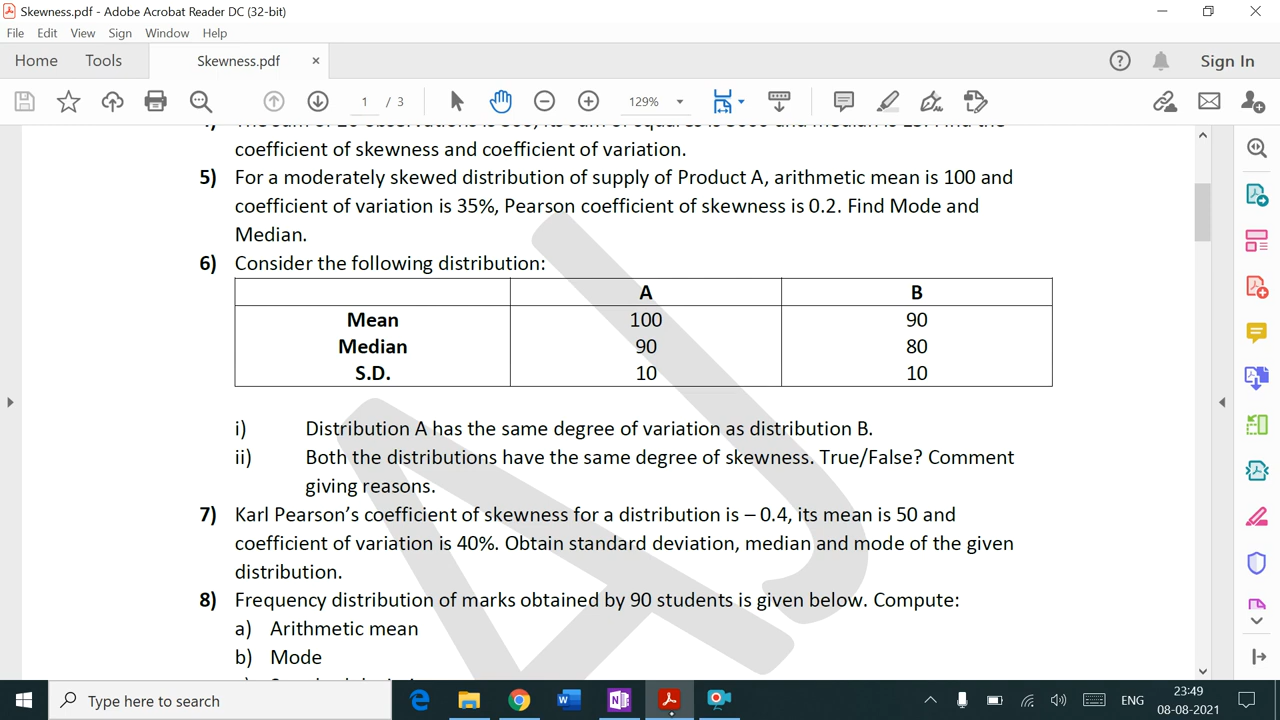 Skewness.pdf - Adobe Acrobat Reader DC (32-bit)
File Edit View Sign Window Help
Home Tools Skewness.pdf × Sign In
1 / 3 129%
coefficient of skewness and coefficient of variation.
5) For a moderately skewed distribution of supply of Product A, arithmetic mean is 100 and
coefficient of variation is 35%, Pearson coefficient of skewness is 0.2. Find Mode and
Median.
6) Consider the following distribution:
A B
Mean 100 90
Median 90 80
S.D. 10 10
i) Distribution A has the same degree of variation as distribution B.
ii) Both the distributions have the same degree of skewness. True/False? Comment
giving reasons.
7) Karl Pearson’s coefficient of skewness for a distribution is – 0.4, its mean is 50 and
coefficient of variation is 40%. Obtain standard deviation, median and mode of the given
distribution.
8) Frequency distribution of marks obtained by 90 students is given below. Compute:
a) Arithmetic mean
b) Mode
AJ
Type here to search
ENG
23:49
08-08-2021